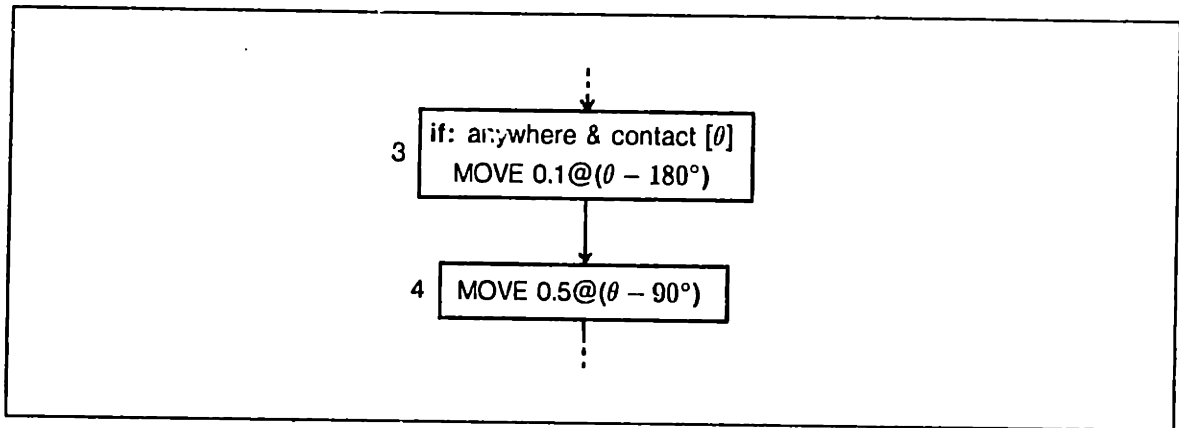 3
if: anywhere & contact [θ]
MOVE 0.1@(θ − 180°)
4
MOVE 0.5@(θ − 90°)